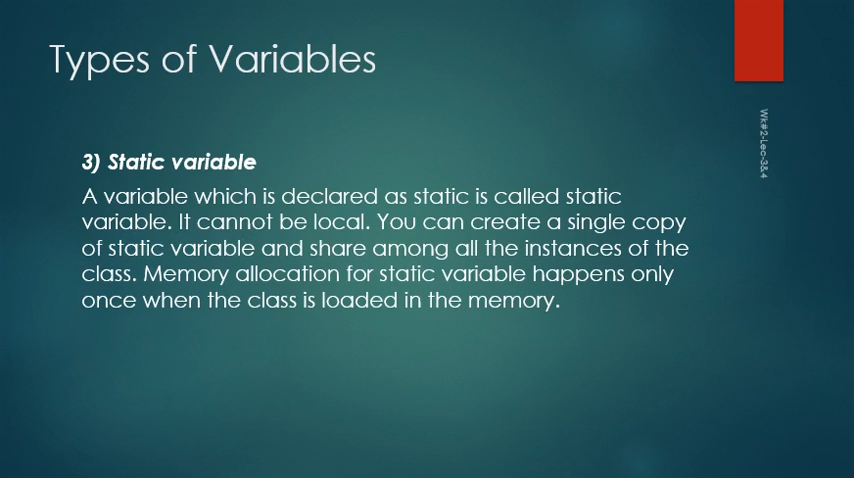 Types of Variables
3) Static variable
A variable which is declared as static is called static
variable. It cannot be local. You can create a single copy
of static variable and share among all the instances of the
class. Memory allocation for static variable happens only
once when the class is loaded in the memory.
Wk#2-Lec-3&4